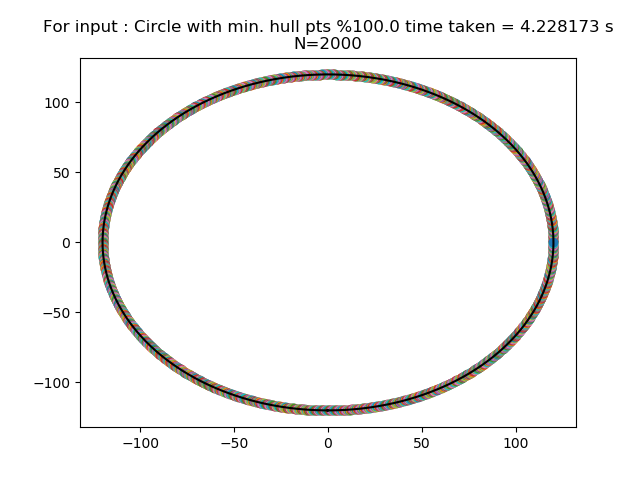 For input : Circle with min. hull pts %100.0 time taken = 4.228173 s
N=2000
100
50
0
−50
−100
−100 −50 0 50 100